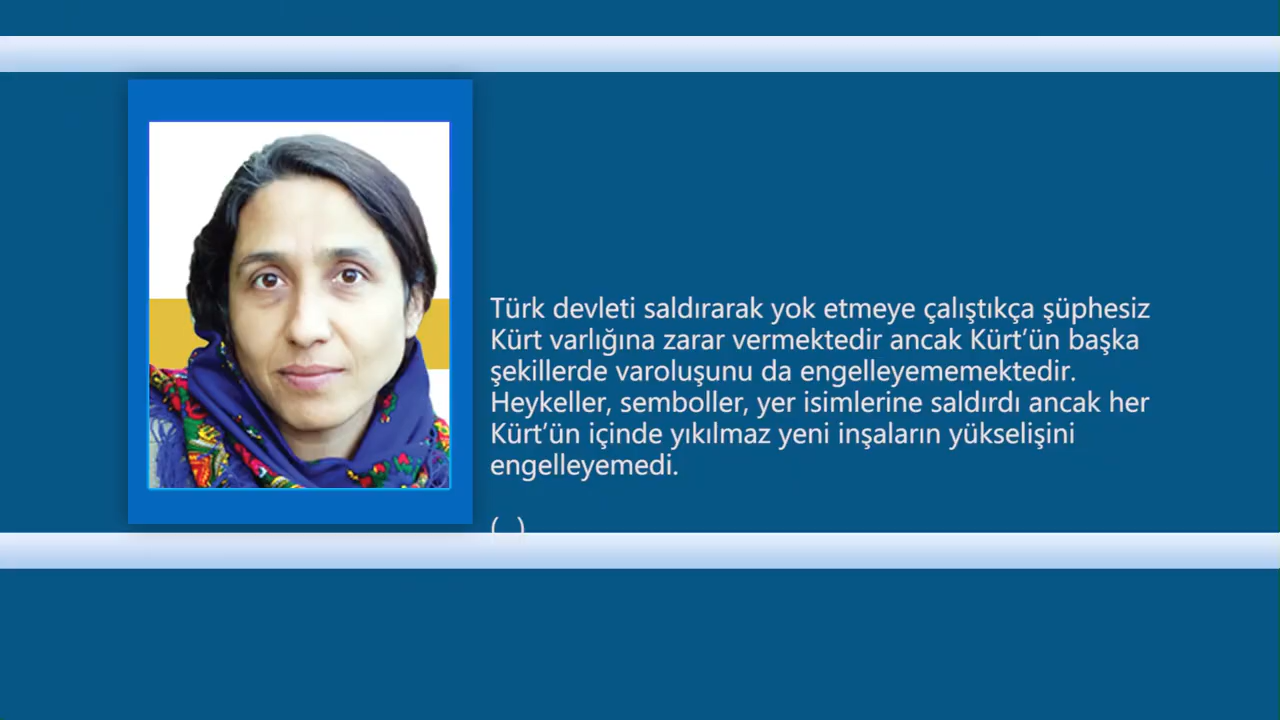 Türk devleti saldırarak yok etmeye çalıştıkça şüphesiz
Kürt varlığına zarar vermektedir ancak Kürt’ün başka
şekillerde varoluşunu da engelleyememektedir.
Heykeller, semboller, yer isimlerine saldırdı ancak her
Kürt’ün içinde yıkılmaz yeni inşaların yükselişini
engelleyemedi.